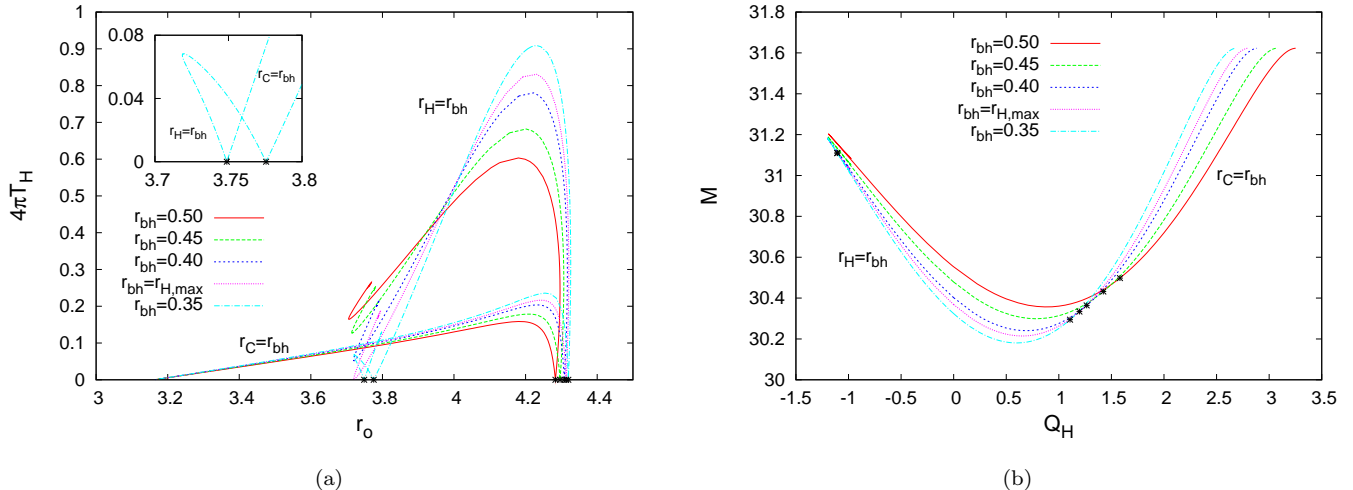 1
0.9
0.8
0.7
0.6
0.5
0.4
0.3
0.2
0.1
0
4πT_H
3
3.2
3.4
3.6
3.8
4
4.2
4.4
r_o
0.08
0.04
0
3.7
3.75
3.8
r_C=r_bh
r_H=r_bh
r_H=r_bh
r_bh=0.50
r_bh=0.45
r_bh=0.40
r_bh=r_H,max
r_bh=0.35
r_C=r_bh
(a)
31.8
31.6
31.4
31.2
31
30.8
30.6
30.4
30.2
30
M
-1.5
-1
-0.5
0
0.5
1
1.5
2
2.5
3
3.5
Q_H
r_bh=0.50
r_bh=0.45
r_bh=0.40
r_bh=r_H,max
r_bh=0.35
r_C=r_bh
r_H=r_bh
(b)